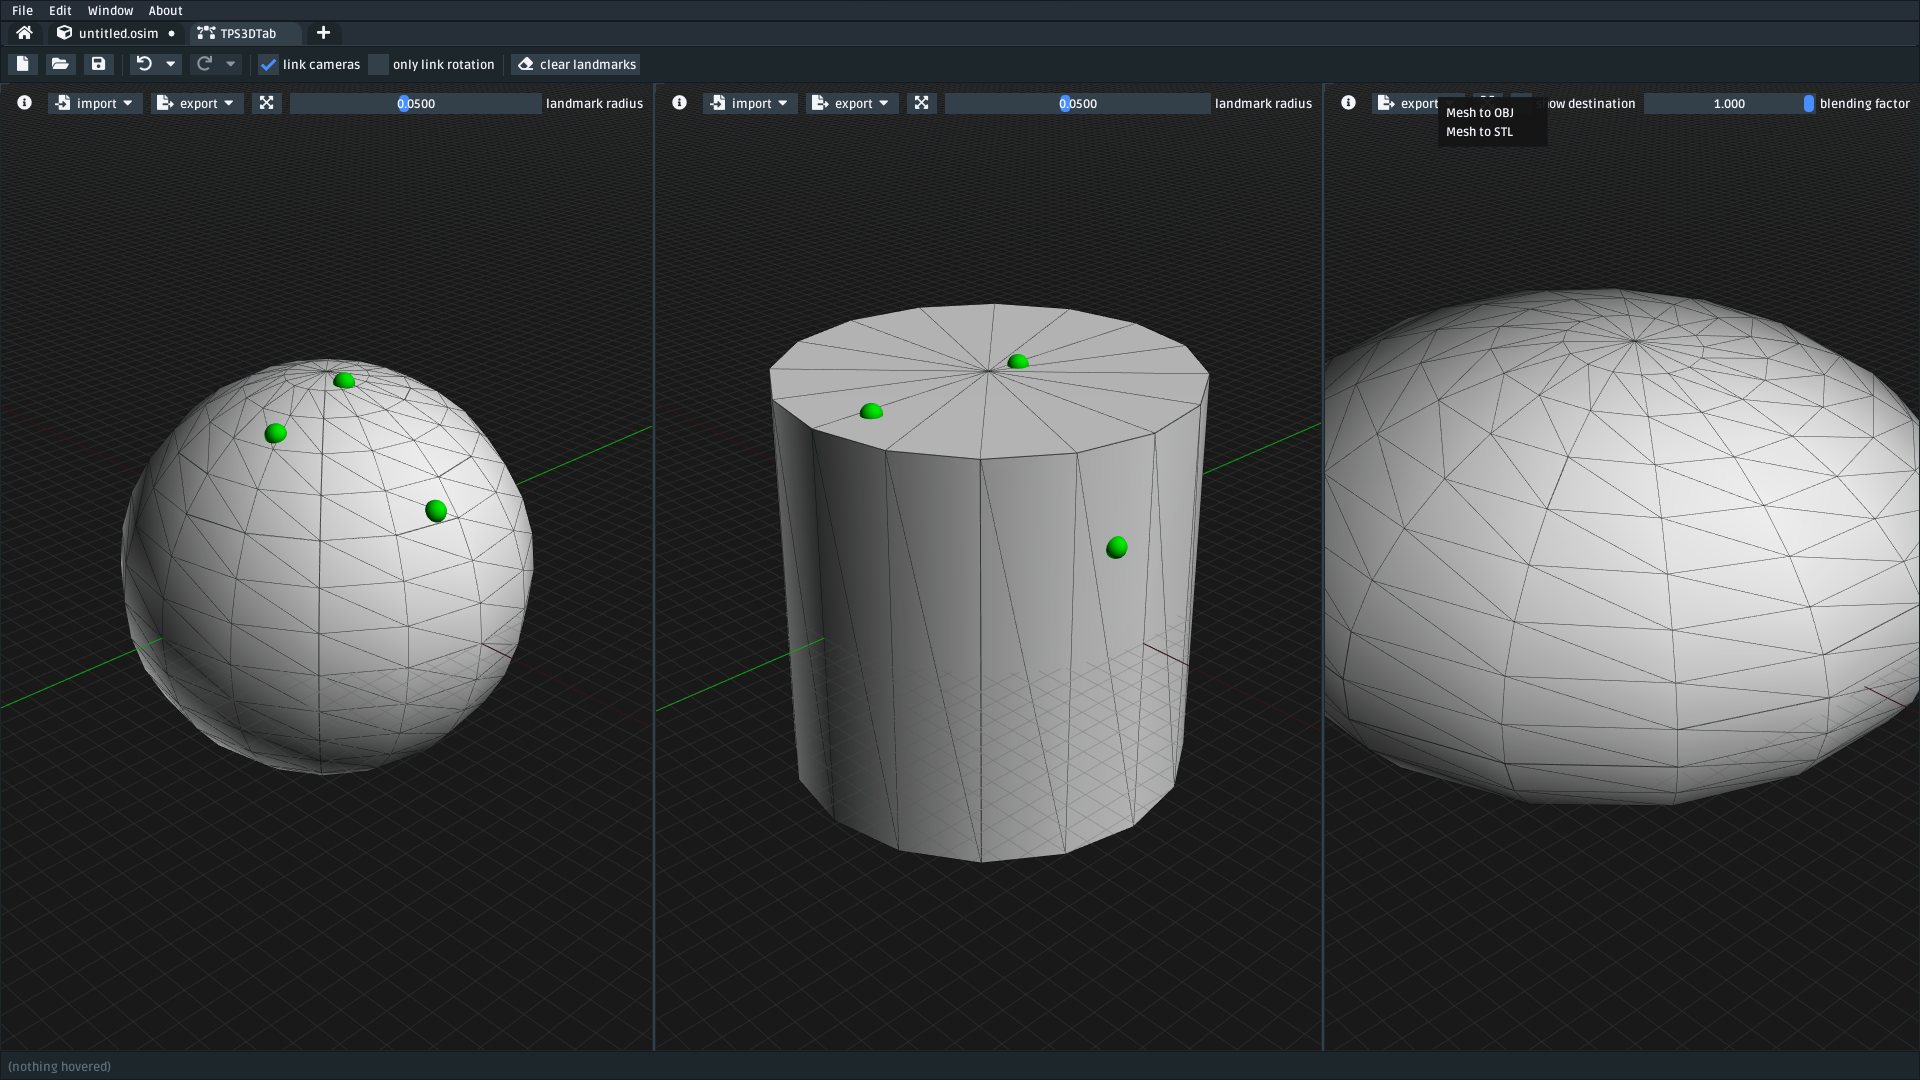 File Edit Window About
untitled.osim TPS3DTab
link cameras only link rotation clear landmarks
import export 0.0500 landmark radius
import export 0.0500 landmark radius
export how destination 1.000 blending factor
Mesh to OBJ
Mesh to STL
(nothing hovered)